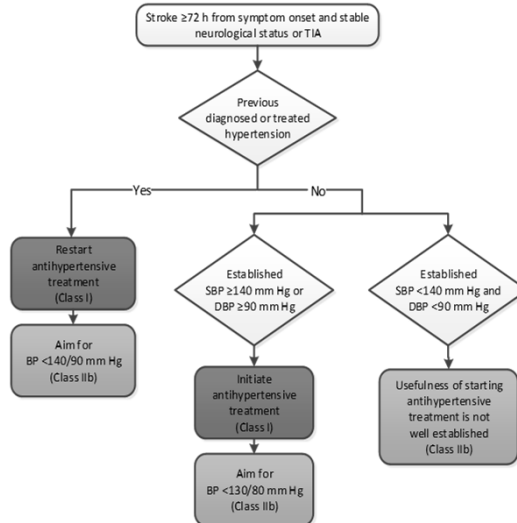 Stroke ≥72 h from symptom onset and stable
neurological status or TIA
Previous
diagnosed or treated
hypertension
Yes
No
Restart
antihypertensive
treatment
(Class I)
Aim for
BP <140/90 mm Hg
(Class IIb)
Established
SBP ≥140 mm Hg or
DBP ≥90 mm Hg
Initiate
antihypertensive
treatment
(Class I)
Aim for
BP <130/80 mm Hg
(Class IIb)
Established
SBP <140 mm Hg and
DBP <90 mm Hg
Usefulness of starting
antihypertensive
treatment is not
well established
(Class IIb)